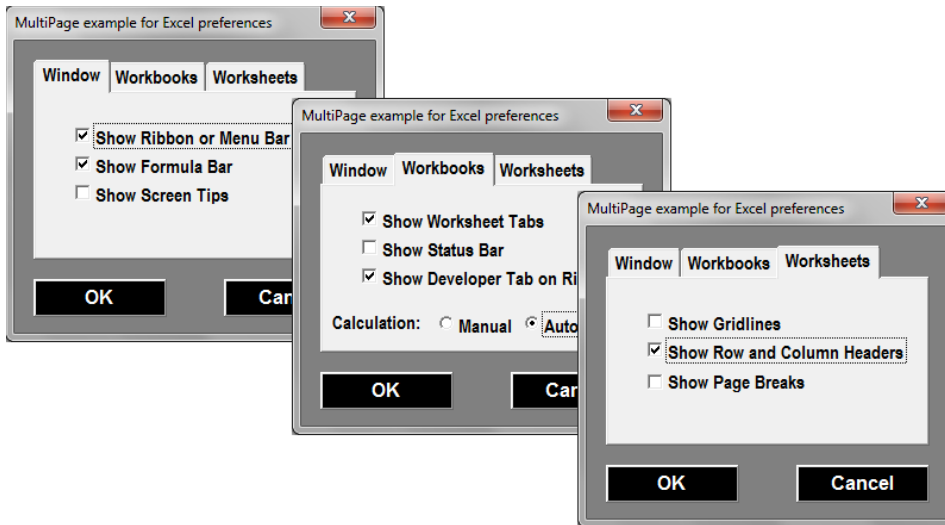 MultiPage example for Excel preferences
Window Workbooks Worksheets
Show Ribbon or Menu Bar
Show Formula Bar
Show Screen Tips
OK
MultiPage example for Excel preferences
Window Workbooks Worksheets
Show Worksheet Tabs
Show Status Bar
Show Developer Tab on
Calculation: Manual
OK
MultiPage example for Excel preferences
Window Workbooks Worksheets
Show Gridlines
Show Row and Column Headers
Show Page Breaks
OK Cancel